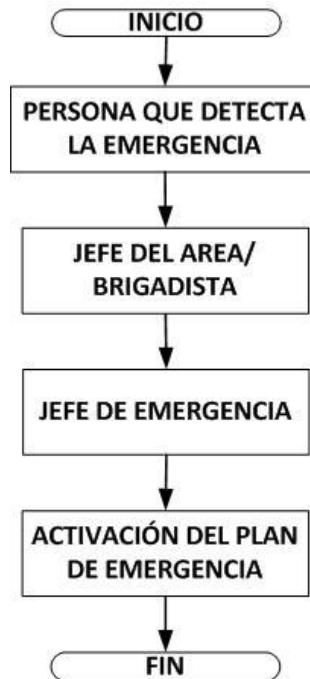 INICIO
PERSONA QUE DETECTA
LA EMERGENCIA
JEFE DEL AREA/
BRIGADISTA
JEFE DE EMERGENCIA
ACTIVACIÓN DEL PLAN
DE EMERGENCIA
FIN